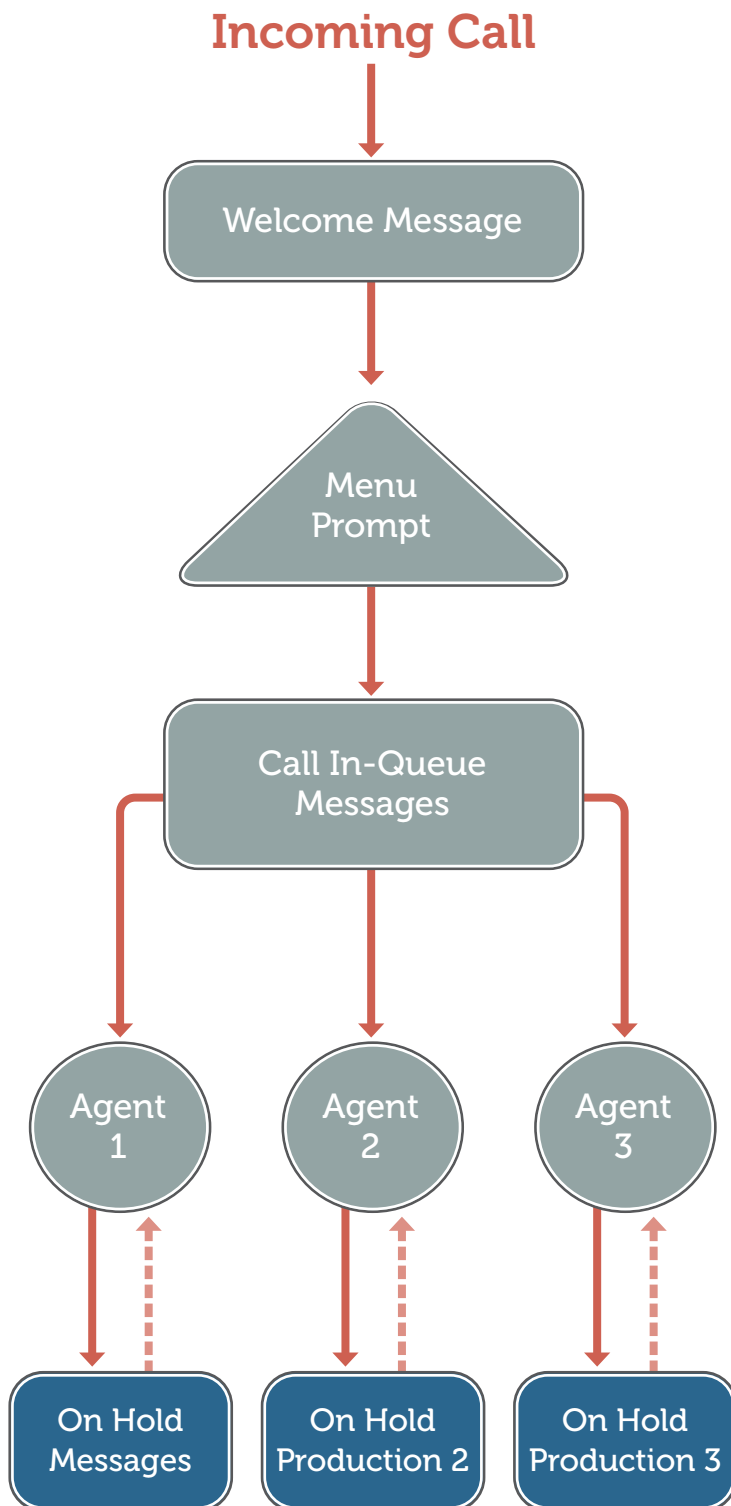 Incoming Call
Welcome Message
Menu
Prompt
Call In-Queue
Messages
Agent
1
Agent
2
Agent
3
On Hold
Messages
On Hold
Production 2
On Hold
Production 3